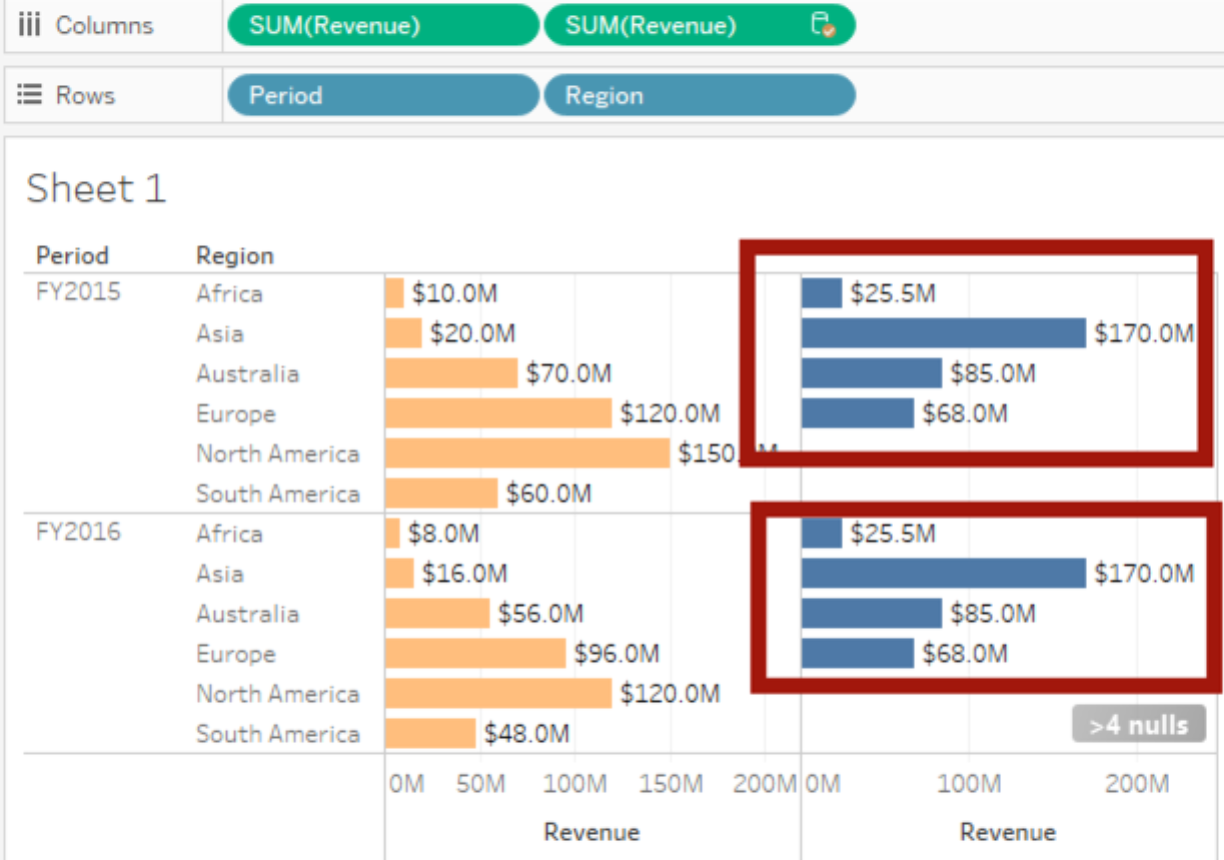 Columns SUM(Revenue) SUM(Revenue)
Rows Period Region
Sheet 1
Period Region
FY2015 Africa $10.0M $25.5M
Asia $20.0M $170.0M
Australia $70.0M $85.0M
Europe $120.0M $68.0M
North America $150.
South America $60.0M
FY2016 Africa $8.0M $25.5M
Asia $16.0M $170.0M
Australia $56.0M $85.0M
Europe $96.0M $68.0M
North America $120.0M
South America $48.0M >4 nulls
0M 50M 100M 150M 200M 0M 100M 200M
Revenue Revenue